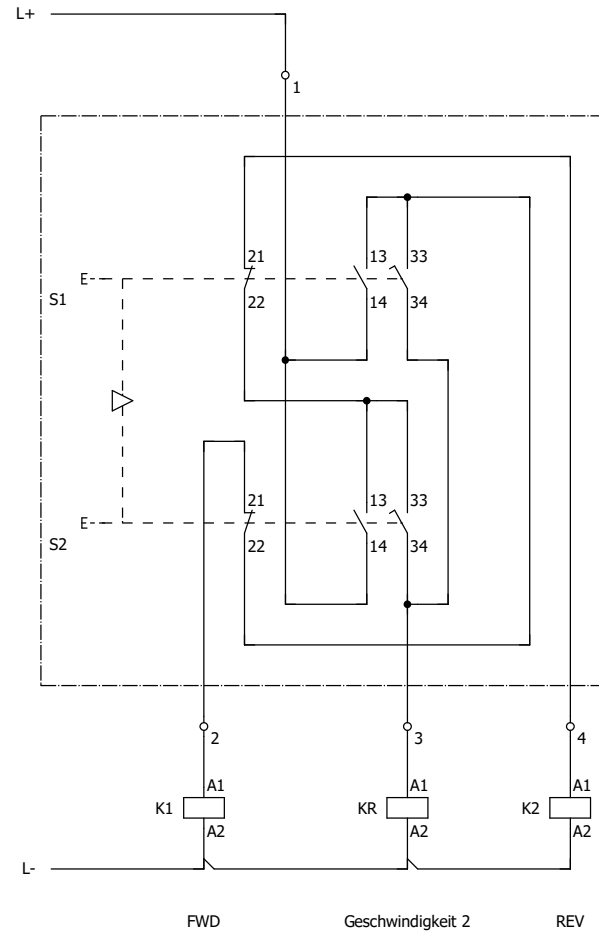 L+
1
21
13
33
E
S1
22
14
34
21
13
33
E
S2
22
14
34
2
3
4
A1
A1
A1
K1
KR
K2
A2
A2
A2
L-
FWD
Geschwindigkeit 2
REV